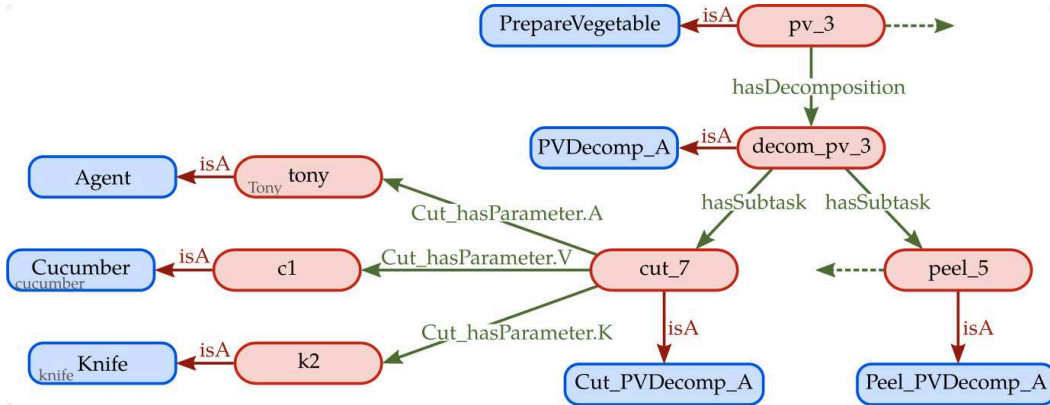 PrepareVegetable isA pv_3
hasDecomposition
PVDecomp_A isA decom_pv_3
Agent isA tony
Tony
hasSubtask hasSubtask
Cut_hasParameter.A
Cucumber isA c1 Cut_hasParameter.V cut_7 peel_5
cucumber
Cut_hasParameter.K isA isA
Knife isA k2
knife
Cut_PVDecomp_A Peel_PVDecomp_A